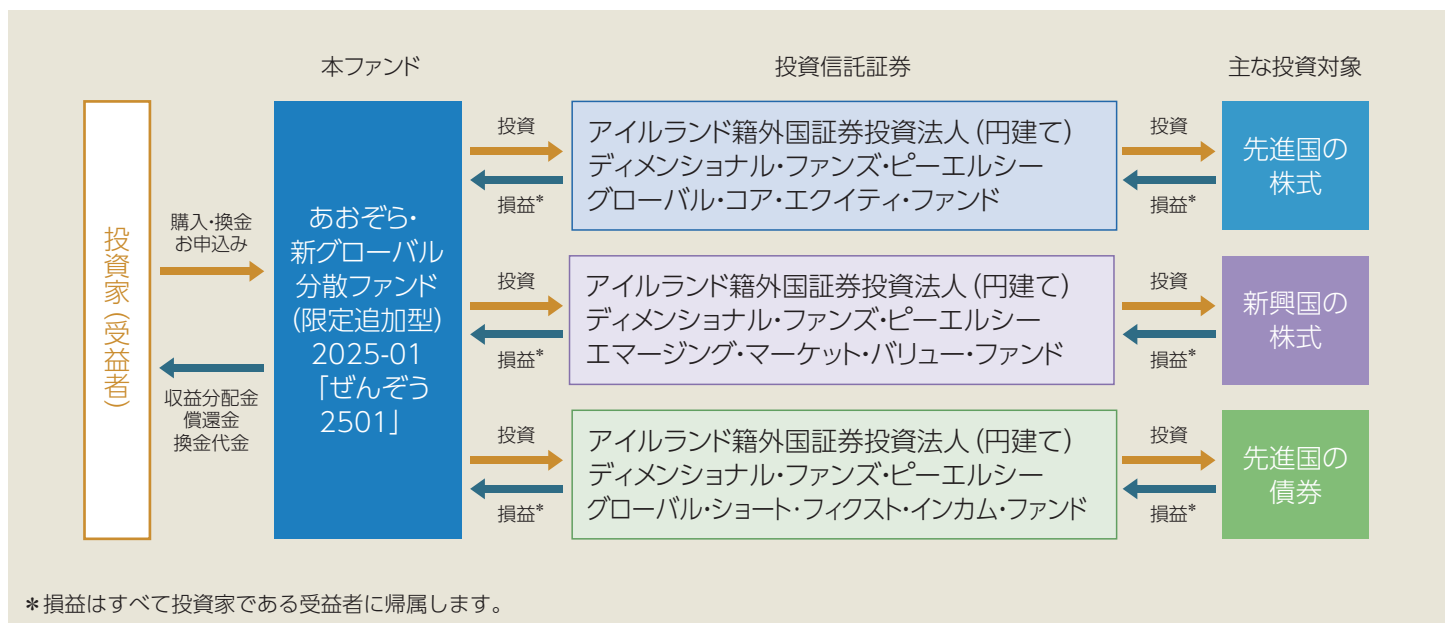 本ファンド
投資信託証券
主な投資対象
投資家(受益者)
購入・換金
お申込み
収益分配金
償還金
換金代金
あおぞら・
新グローバル
分散ファンド
(限定追加型)
2025-01
「ぜんぞう
2501」
投資
損益*
アイルランド籍外国証券投資法人(円建て)
ディメンショナル・ファンズ・ピーエルシー
グローバル・コア・エクイティ・ファンド
投資
損益*
先進国の
株式
投資
損益*
アイルランド籍外国証券投資法人(円建て)
ディメンショナル・ファンズ・ピーエルシー
エマージング・マーケット・バリュー・ファンド
投資
損益*
新興国の
株式
投資
損益*
アイルランド籍外国証券投資法人(円建て)
ディメンショナル・ファンズ・ピーエルシー
グローバル・ショート・フィクスト・インカム・ファンド
投資
損益*
先進国の
債券
*損益はすべて投資家である受益者に帰属します。